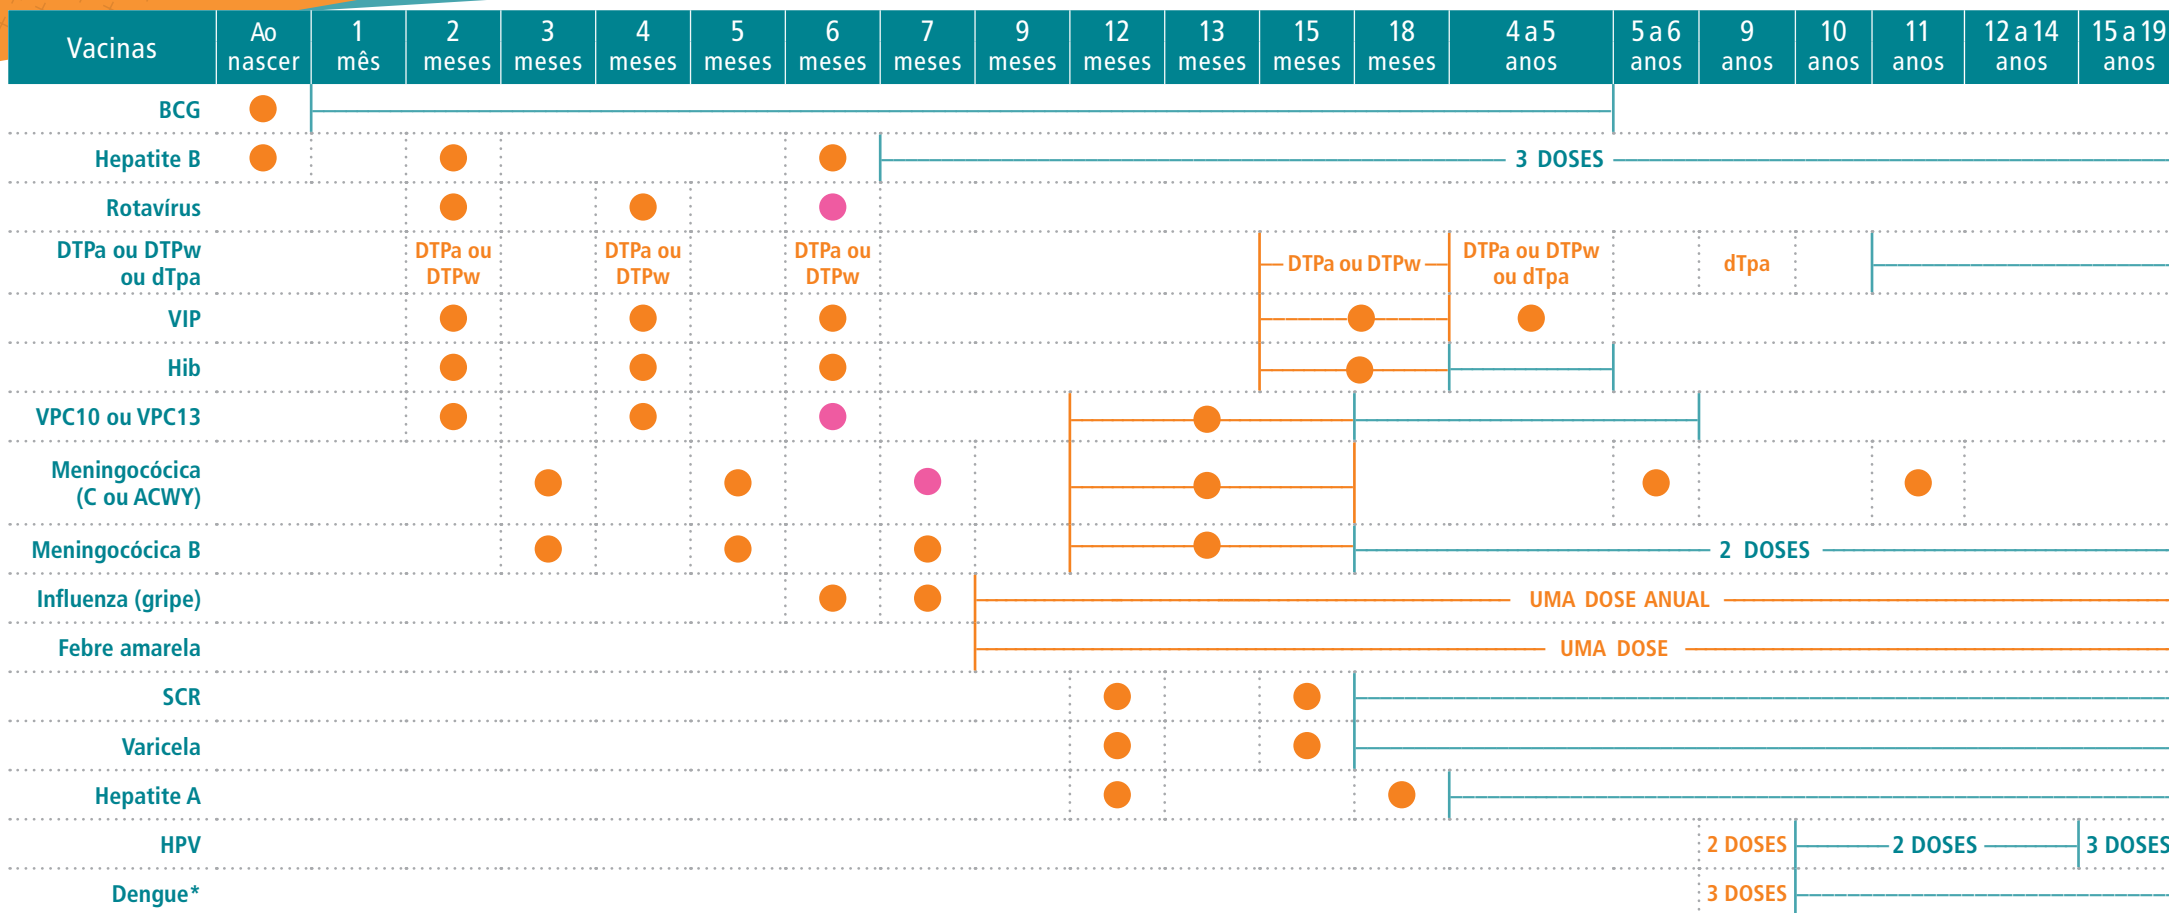 Vacinas
Ao nascer
1 mês
2 meses
3 meses
4 meses
5 meses
6 meses
7 meses
9 meses
12 meses
13 meses
15 meses
18 meses
4 a 5 anos
5 a 6 anos
9 anos
10 anos
11 anos
12 a 14 anos
15 a 19 anos
BCG
Hepatite B
3 DOSES
Rotavírus
DTPa ou DTPw
ou dTpa
DTPa ou
DTPw
DTPa ou
DTPw
DTPa ou
DTPw
DTPa ou DTPw
DTPa ou DTPw
ou dTpa
dTpa
VIP
Hib
VPC10 ou VPC13
Meningocócica
(C ou ACWY)
Meningocócica B
2 DOSES
Influenza (gripe)
UMA DOSE ANUAL
Febre amarela
UMA DOSE
SCR
Varicela
Hepatite A
HPV
2 DOSES
2 DOSES
3 DOSES
Dengue*
3 DOSES